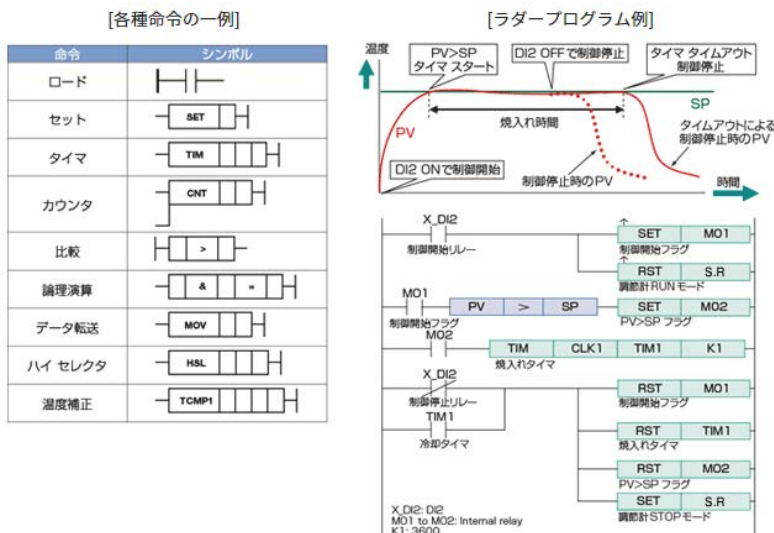 [各種命令の一例]
命令 シンボル
ロード
セット SET
タイマ TIM
カウンタ CNT
比較 >
論理演算 & =
データ転送 MOV
ハイ セレクタ HSL
温度補正 TCMP1
[ラダープログラム例]
温度
PV>SP
タイマ スタート
DI2 OFFで制御停止
タイマ タイムアウト
制御停止
SP
焼入れ時間
PV
タイムアウトによる
制御停止時のPV
DI2 ONで制御開始
制御停止時のPV
時間
X_DI2
制御開始リレー
↑
SET M01
制御開始フラグ
↑
RST S.R
調節計RUNモード
M01
制御開始フラグ
PV > SP
SET M02
PV>SP フラグ
M02
TIM CLK1 TIM1 K1
焼入れタイマ
X_DI2
制御停止リレー
RST M01
制御開始フラグ
TIM1
冷却タイマ
RST TIM1
焼入れタイマ
RST M02
PV>SP フラグ
SET S.R
調節計STOPモード
X_DI2: DI2
M01 to M02: Internal relay
K1: 3600